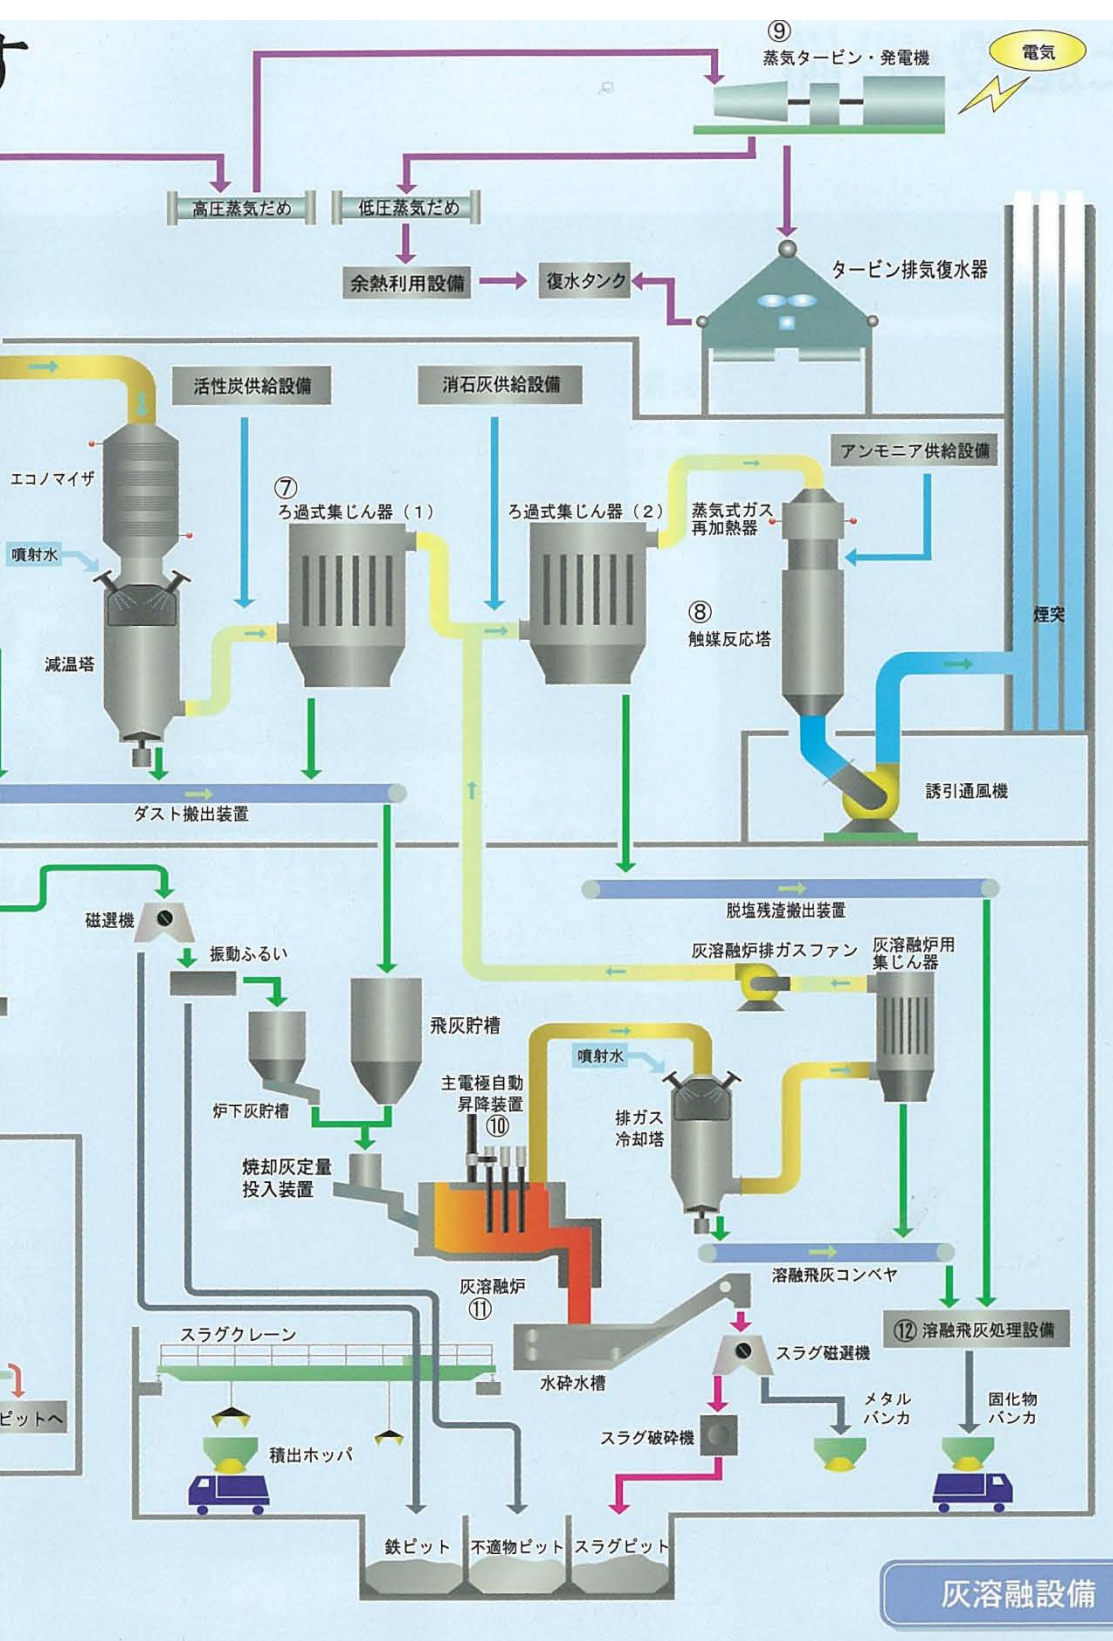 す
⑨
蒸気タービン・発電機
電気
高圧蒸気だめ
低圧蒸気だめ
余熱利用設備
復水タンク
タービン排気復水器
活性炭供給設備
消石灰供給設備
アンモニア供給設備
エコノマイザ
⑦
ろ過式集じん器（1）
ろ過式集じん器（2）
蒸気式ガス
再加熱器
噴射水
⑧
触媒反応塔
煙突
減温塔
誘引通風機
ダスト搬出装置
磁選機
脱塩残渣搬出装置
振動ふるい
灰溶融炉排ガスファン
灰溶融炉用
集じん器
飛灰貯槽
噴射水
主電極自動
昇降装置
⑩
炉下灰貯槽
排ガス
冷却塔
焼却灰定量
投入装置
灰溶融炉
⑪
溶融飛灰コンベヤ
スラグクレーン
⑫溶融飛灰処理設備
水砕水槽
スラグ磁選機
メタル
バンカ
固化物
バンカ
ピットへ
スラグ破砕機
積出ホッパ
鉄ピット
不適物ピット
スラグピット
灰溶融設備